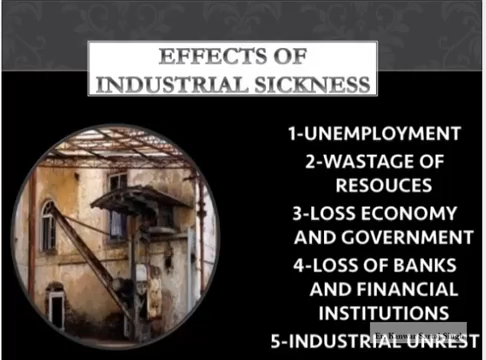 EFFECTS OF
INDUSTRIAL SICKNESS
1-UNEMPLOYMENT
2-WASTAGE OF
RESOUCES
3-LOSS ECONOMY
AND GOVERNMENT
4-LOSS OF BANKS
AND FINANCIAL
INSTITUTIONS
5-INDUSTRIAL UNREST